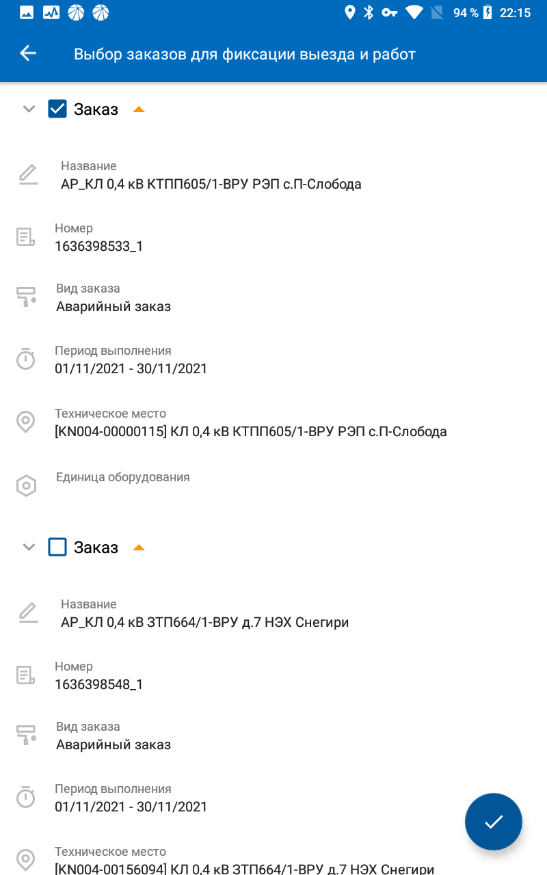 94 % 22:15
Выбор заказов для фиксации выезда и работ
Заказ
Название
АР_КЛ 0,4 кВ КТПП605/1-ВРУ РЭП с.П-Слобода
Номер
1636398533_1
Вид заказа
Аварийный заказ
Период выполнения
01/11/2021 - 30/11/2021
Техническое место
[KN004-00000115] КЛ 0,4 кВ КТПП605/1-ВРУ РЭП с.П-Слобода
Единица оборудования
Заказ
Название
АР_КЛ 0,4 кВ ЗТП664/1-ВРУ д.7 НЭХ Снегири
Номер
1636398548_1
Вид заказа
Аварийный заказ
Период выполнения
01/11/2021 - 30/11/2021
Техническое место
[KN004-00156094] КЛ 0,4 кВ ЗТП664/1-ВРУ д.7 НЭХ Снегири